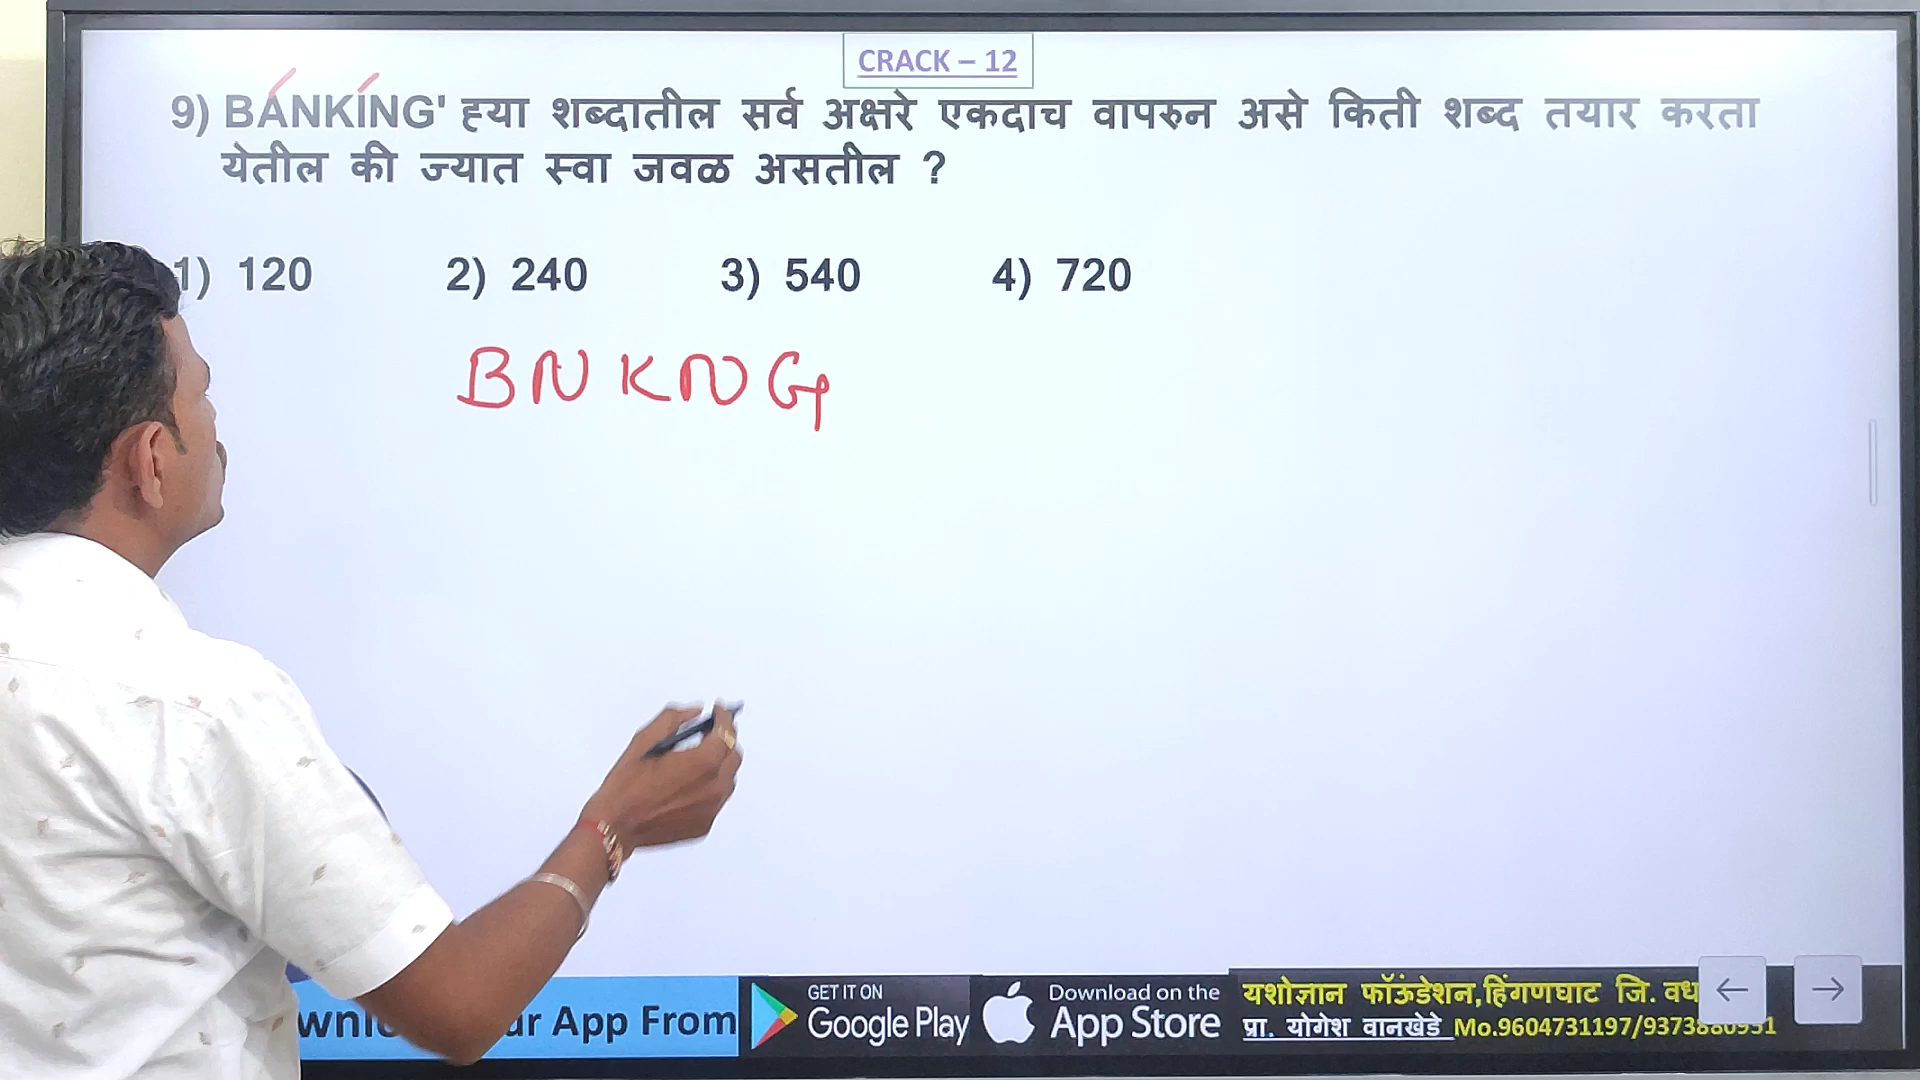 CRACK – 12
9) BANKING' ह्या शब्दातील सर्व अक्षरे एकदाच वापरुन असे किती शब्द तयार करता
येतील की ज्यात स्वा जवळ असतील ?
1) 120 2) 240 3) 540 4) 720
BNKNG
ur App From
GET IT ON
Google Play
Download on the
App Store
यशोज्ञान फॉऊंडेशन,हिंगणघाट जि. वर्ध
प्रा. योगेश वानखेडे Mo.9604731197/9373880951